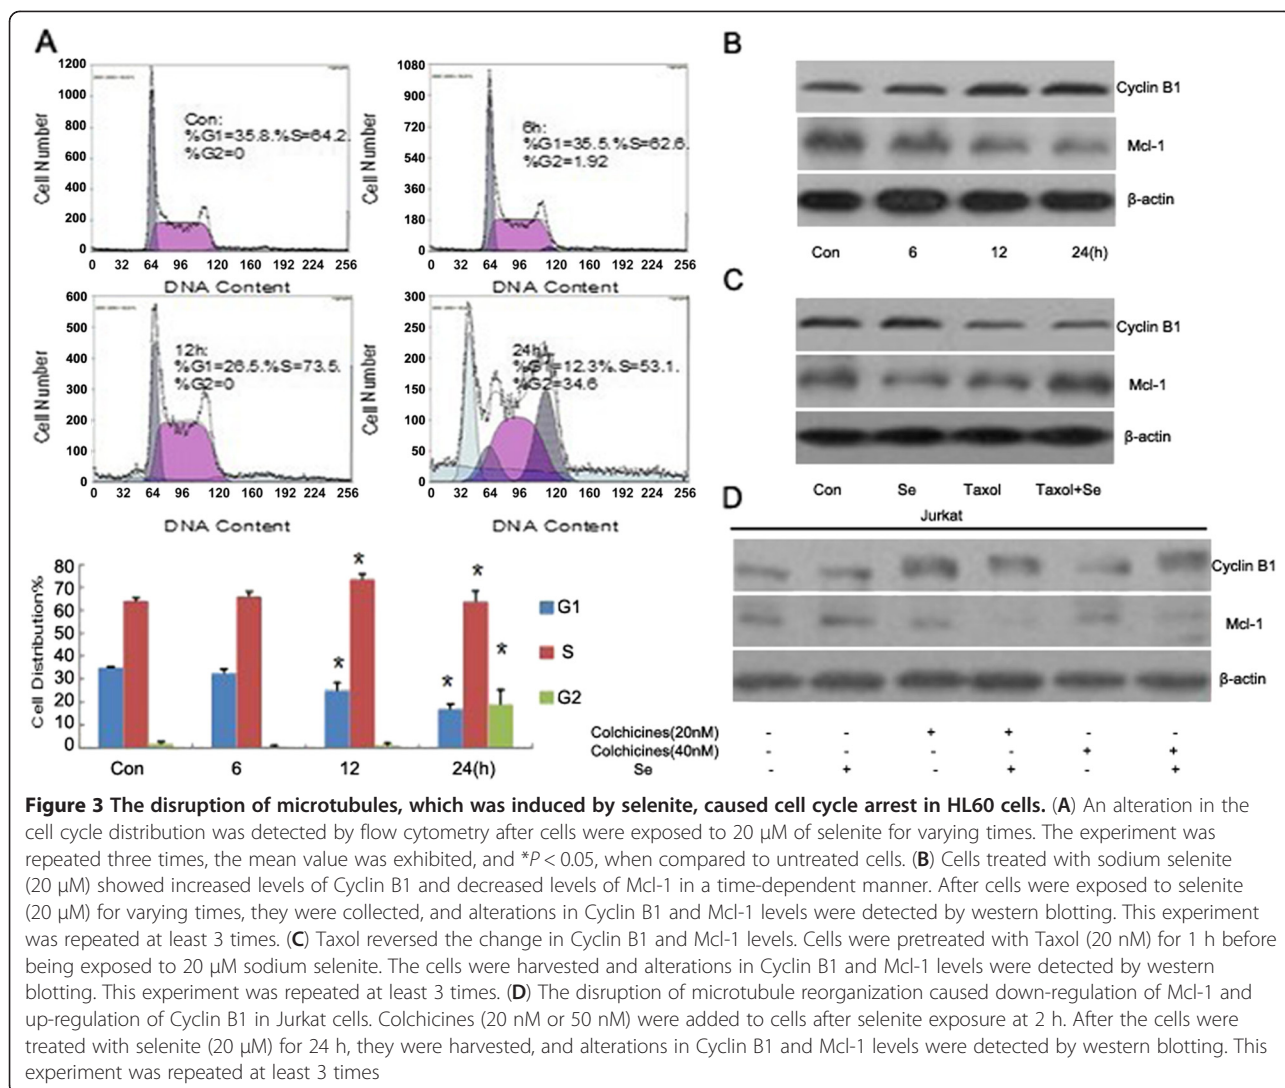 A
1200
1000
800
600
400
200
0
Cell Number
Con:
%G1=35.8.%S=64.2.
%G2=0
0 32 64 96 120 160 192 224 256
DNA Content
1080
900
720
540
360
180
0
Cell Number
6h:
%G1=35.5.%S=62.6.
%G2=1.92
0 32 64 96 120 160 192 224 256
DNA Content
600
500
400
300
200
100
0
Cell Number
12h:
%G1=26.5.%S=73.5.
%G2=0
0 32 64 96 120 160 192 224 256
DNA Content
300
250
200
150
100
50
0
Cell Number
24h:
%G1=12.3%.S=53.1.
%G2=34.6
0 32 64 96 120 160 192 224 256
DNA Content
80
70
60
50
40
30
20
10
0
Cell Distribution%
* * * * *
G1
S
G2
Con 6 12 24(h)
B
Cyclin B1
Mcl-1
β-actin
Con 6 12 24(h)
C
Cyclin B1
Mcl-1
β-actin
Con Se Taxol Taxol+Se
D
Jurkat
Cyclin B1
Mcl-1
β-actin
Colchicines(20nM) - - + + - -
Colchicines(40nM) - - - - + +
Se - + - + - +
Figure 3 The disruption of microtubules, which was induced by selenite, caused cell cycle arrest in HL60 cells. (A) An alteration in the
cell cycle distribution was detected by flow cytometry after cells were exposed to 20 μM of selenite for varying times. The experiment was
repeated three times, the mean value was exhibited, and *P < 0.05, when compared to untreated cells. (B) Cells treated with sodium selenite
(20 μM) showed increased levels of Cyclin B1 and decreased levels of Mcl-1 in a time-dependent manner. After cells were exposed to selenite
(20 μM) for varying times, they were collected, and alterations in Cyclin B1 and Mcl-1 levels were detected by western blotting. This experiment
was repeated at least 3 times. (C) Taxol reversed the change in Cyclin B1 and Mcl-1 levels. Cells were pretreated with Taxol (20 nM) for 1 h before
being exposed to 20 μM sodium selenite. The cells were harvested and alterations in Cyclin B1 and Mcl-1 levels were detected by western
blotting. This experiment was repeated at least 3 times. (D) The disruption of microtubule reorganization caused down-regulation of Mcl-1 and
up-regulation of Cyclin B1 in Jurkat cells. Colchicines (20 nM or 50 nM) were added to cells after selenite exposure at 2 h. After the cells were
treated with selenite (20 μM) for 24 h, they were harvested, and alterations in Cyclin B1 and Mcl-1 levels were detected by western blotting. This
experiment was repeated at least 3 times